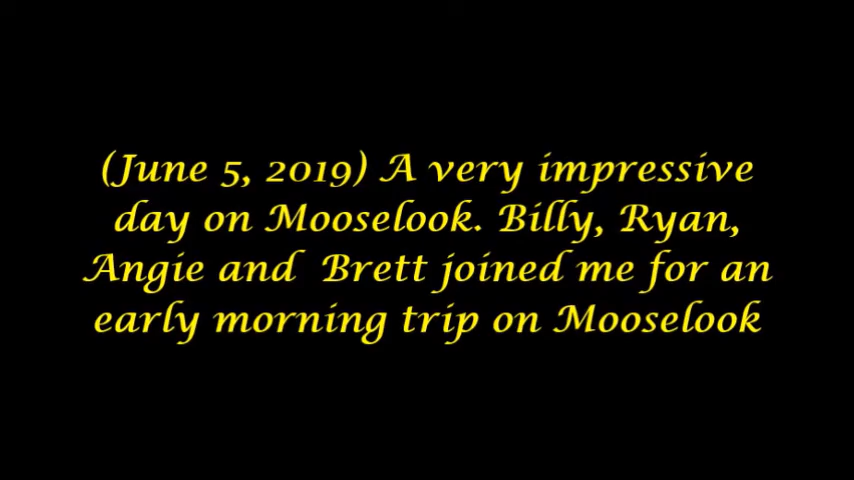 (June 5, 2019) A very impressive
day on Mooselook. Billy, Ryan,
Angie and  Brett joined me for an
early morning trip on Mooselook